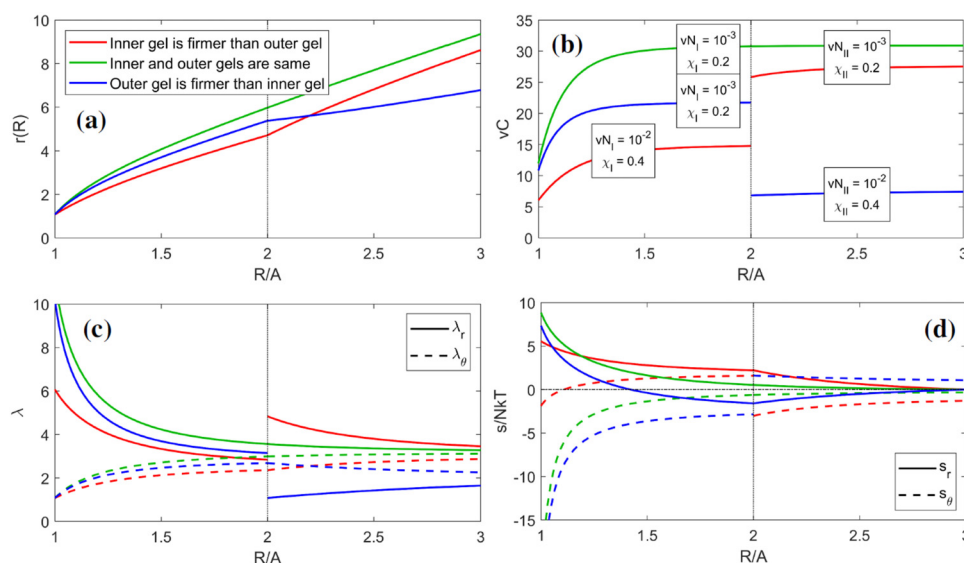 10
8
6
4
2
0
r(R)
Inner gel is firmer than outer gel
Inner and outer gels are same
Outer gel is firmer than inner gel
(a)
1 1.5 2 2.5 3
R/A
35
30
25
20
15
10
5
0
vC
(b)
vN_I = 10^-3
χ_I = 0.2
vN_II = 10^-3
χ_II = 0.2
vN_I = 10^-3
χ_I = 0.2
vN_I = 10^-2
χ_I = 0.4
vN_II = 10^-2
χ_II = 0.4
1 1.5 2 2.5 3
R/A
10
8
6
4
2
0
λ
(c)
λ_r
λ_θ
1 1.5 2 2.5 3
R/A
10
5
0
-5
-10
-15
s/NkT
(d)
s_r
s_θ
1 1.5 2 2.5 3
R/A